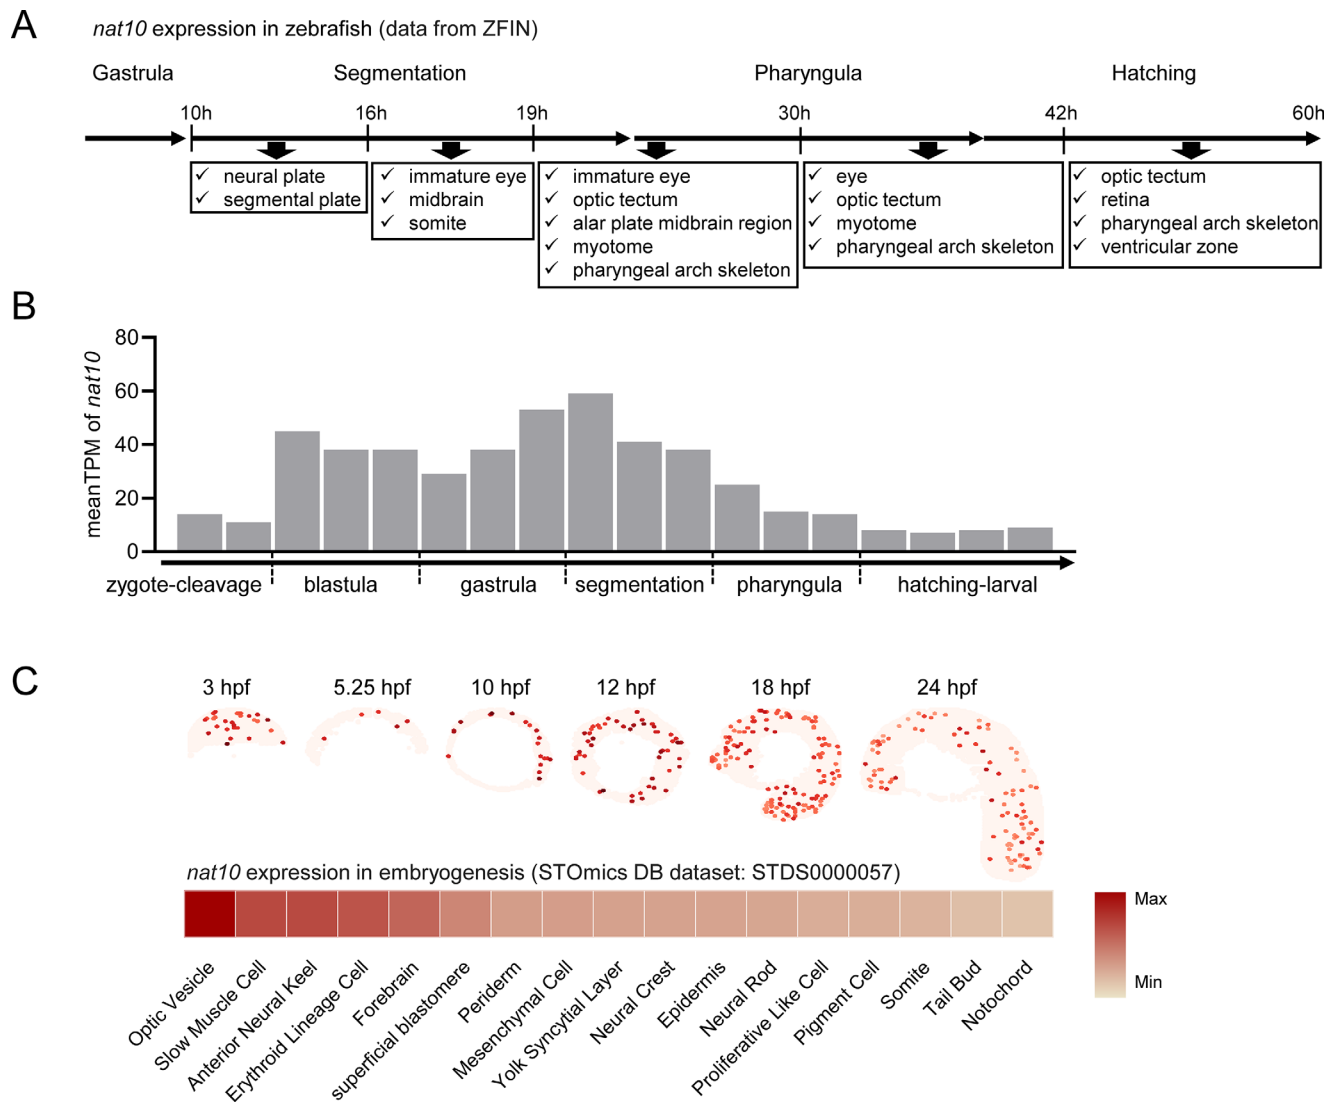 A
nat10 expression in zebrafish (data from ZFIN)
Gastrula Segmentation Pharyngula Hatching
10h 16h 19h 30h 42h 60h
✓ neural plate
✓ segmental plate
✓ immature eye
✓ midbrain
✓ somite
✓ immature eye
✓ optic tectum
✓ alar plate midbrain region
✓ myotome
✓ pharyngeal arch skeleton
✓ eye
✓ optic tectum
✓ myotome
✓ pharyngeal arch skeleton
✓ optic tectum
✓ retina
✓ pharyngeal arch skeleton
✓ ventricular zone
B
meanTPM of nat10
80
60
40
20
0
zygote-cleavage blastula gastrula segmentation pharyngula hatching-larval
C
3 hpf 5.25 hpf 10 hpf 12 hpf 18 hpf 24 hpf
nat10 expression in embryogenesis (STOmics DB dataset: STDS0000057)
Max
Min
Optic Vesicle
Slow Muscle Cell
Anterior Neural Keel
Erythroid Lineage Cell
Forebrain
superficial blastomere
Periderm
Mesenchymal Cell
Yolk Syncytial Layer
Neural Crest
Epidermis
Neural Rod
Proliferative Like Cell
Pigment Cell
Somite
Tail Bud
Notochord